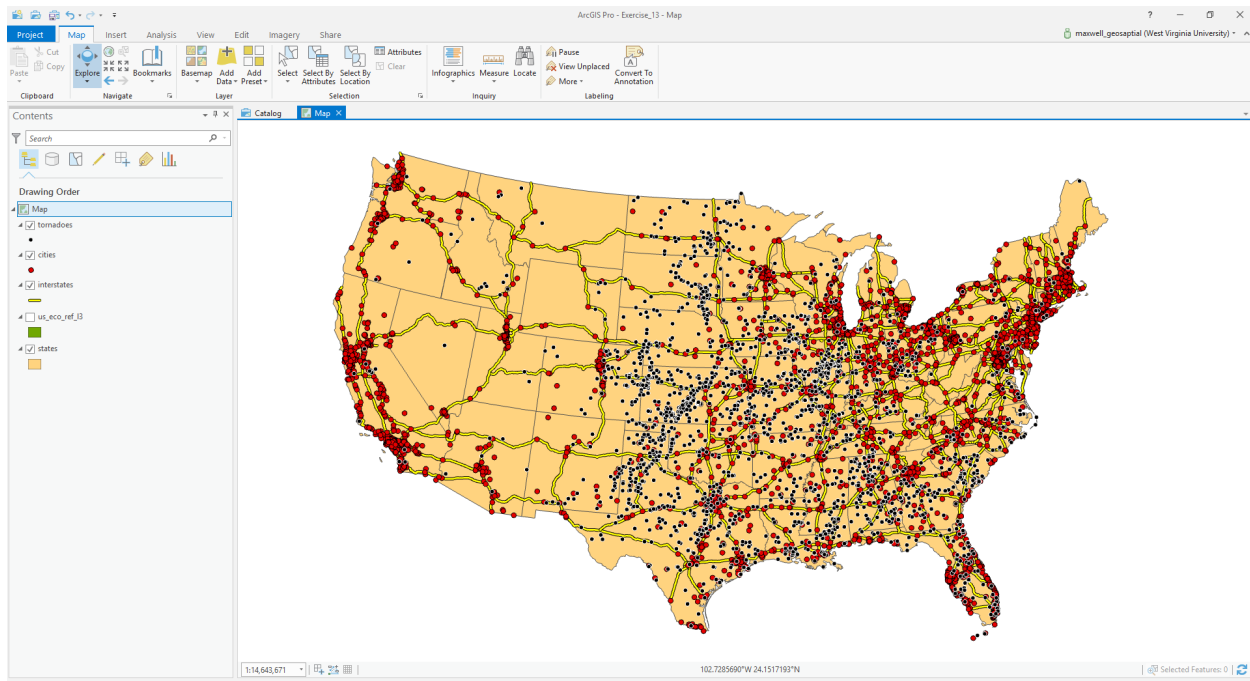 ArcGIS Pro - Exercise_13 - Map
? 
Project Map Insert Analysis View Edit Imagery Share
maxwell_geosaptial (West Virginia University)
Paste
Cut
Copy
Clipboard
Explore
Bookmarks
Navigate
Basemap
Add Data
Add Preset
Layer
Select
Select By Attributes
Select By Location
Attributes
Clear
Selection
Infographics
Measure
Locate
Inquiry
Pause
View Unplaced
More
Convert To Annotation
Labeling
Contents
Search
Drawing Order
Map
tornadoes
cities
interstates
us_eco_ref_l3
states
Catalog Map
1:14,643,671
102.7285690°W 24.1517193°N
Selected Features: 0